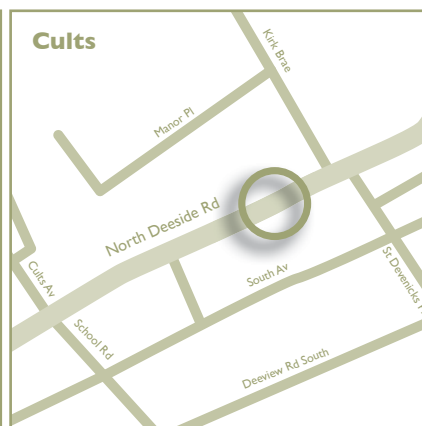 Cults
Kirk Brae
Manor Pl
North Deeside Rd
Cults Av
South Av
St Devenicks
School Rd
Deeview Rd South